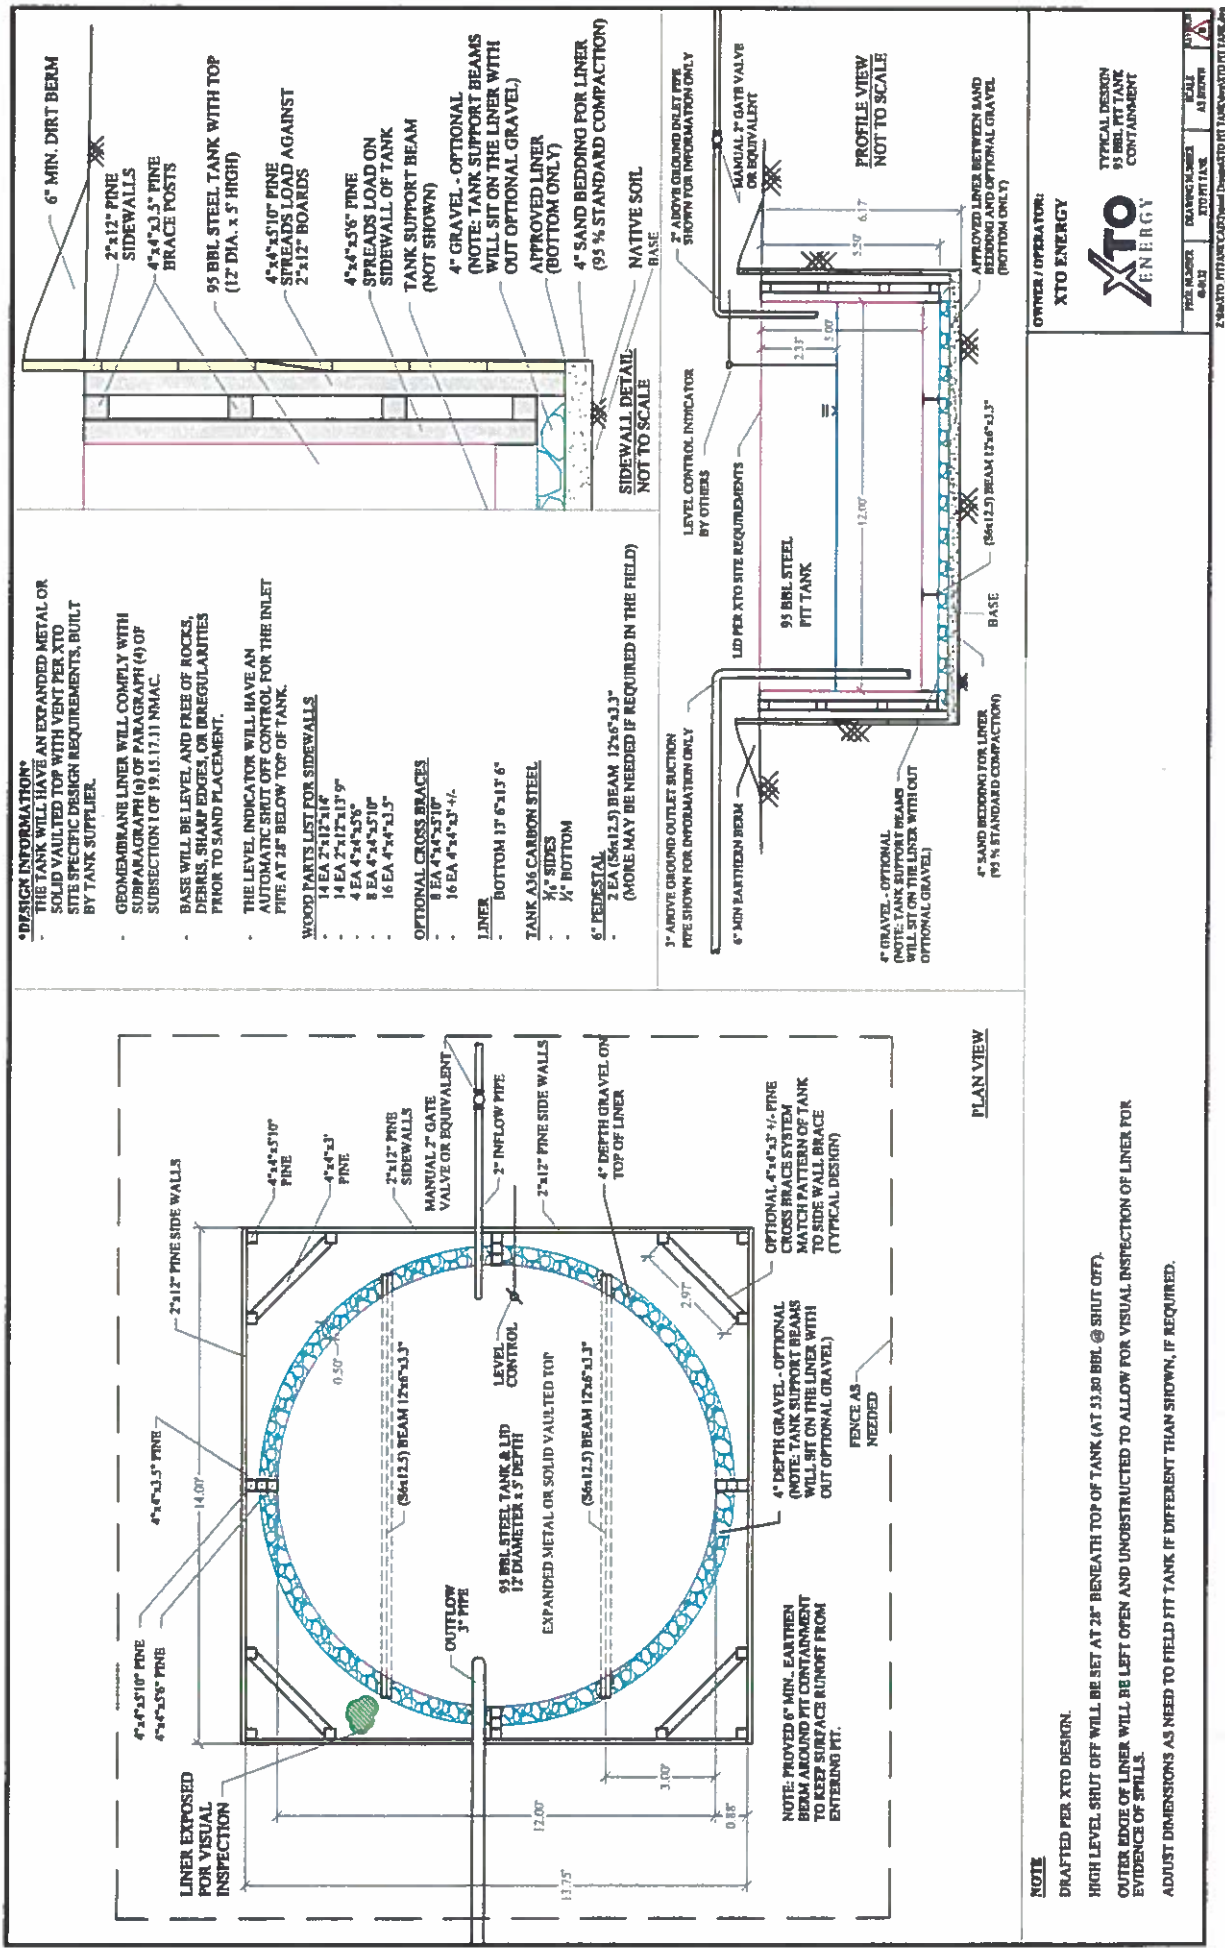 LINER EXPOSED
FOR VISUAL
INSPECTION
4"x4"x5'10" PINE
4"x4"x5'6" PINE
4"x4"x3.5" PINE
2"x12" PINE SIDE WALLS
14.00'
4"x4"x5'10"
PINE
4"x4"x3'
PINE
2"x12" PINE
SIDEWALLS
MANUAL 2" GATE
VALVE OR EQUIVALENT
2" INFLOW PIPE
2"x12" PINE SIDE WALLS
4" DEPTH GRAVEL ON
TOP OF LINER
OPTIONAL 4"x4"x3' +/- PINE
CROSS BRACE SYSTEM
MATCH PATTERN OF TANK
TO SIDE WALL BRACE
(TYPICAL DESIGN)
0.50'
(S6x12.5) BEAM 12'x6"x3.3"
LEVEL
CONTROL
OUTFLOW
3" PIPE
95 BBL STEEL TANK & LID
12' DIAMETER x 5' DEPTH
EXPANDED METAL OR SOLID VAULTED TOP
(S6x12.5) BEAM 12'x6"x3.3"
2.97'
12.00'
13.75'
3.00'
0.88'
4" DEPTH GRAVEL - OPTIONAL
(NOTE: TANK SUPPORT BEAMS
WILL SIT ON THE LINER WITH
OUT OPTIONAL GRAVEL)
NOTE: PROVED 6" MIN.. EARTHEN
BERM AROUND PIT CONTAINMENT
TO KEEP SURFACE RUNOFF FROM
ENTERING PIT.
FENCE AS
NEEDED
PLAN VIEW
NOTE
DRAFTED PER XTO DESIGN.
HIGH LEVEL SHUT OFF WILL BE SET AT 28" BENEATH TOP OF TANK (AT 53.80 BBL @ SHUT OFF).
OUTER EDGE OF LINER WILL BE LEFT OPEN AND UNOBSTRUCTED TO ALLOW FOR VISUAL INSPECTION OF LINER FOR
EVIDENCE OF SPILLS.
ADJUST DIMENSIONS AS NEED TO FIELD FIT TANK IF DIFFERENT THAN SHOWN, IF REQUIRED.
*DESIGN INFORMATION*
- THE TANK WILL HAVE AN EXPANDED METAL OR
SOLID VAULTED TOP WITH VENT PER XTO
SITE SPECIFIC DESIGN REQUIREMENTS, BUILT
BY TANK SUPPLIER.
- GEOMEMBRANE LINER WILL COMPLY WITH
SUBPARAGRAPH (a) OF PARAGRAPH (4) OF
SUBSECTION I OF 19.15.17.11 NMAC.
- BASE WILL BE LEVEL AND FREE OF ROCKS,
DEBRIS, SHARP EDGES, OR IRREGULARITIES
PRIOR TO SAND PLACEMENT.
- THE LEVEL INDICATOR WILL HAVE AN
AUTOMATIC SHUT OFF CONTROL FOR THE INLET
PIPE AT 28" BELOW TOP OF TANK.
WOOD PARTS LIST FOR SIDEWALLS
- 14 EA 2"x12"x14'
- 14 EA 2"x12"x13'9"
- 4 EA 4"x4"x5'6"
- 8 EA 4"x4"x5'10"
- 16 EA 4"x4"x3.5"
OPTIONAL CROSS BRACES
- 8 EA 4"x4"x5'10"
- 16 EA 4"x4"x3' +/-
LINER
- BOTTOM 13' 6"x13' 6"
TANK A36 CARBON STEEL
- 3/16" SIDES
- 1/4" BOTTOM
6" PEDESTAL
- 2 EA (S6x12.5) BEAM 12'x6"x3.3"
(MORE MAY BE NEEDED IF REQUIRED IN THE FIELD)
6" MIN. DIRT BERM
2"x12" PINE
SIDEWALLS
4"x4"x3.5" PINE
BRACE POSTS
95 BBL STEEL TANK WITH TOP
(12' DIA. x 5' HIGH)
4"x4"x5'10" PINE
SPREADS LOAD AGAINST
2"x12" BOARDS
4"x4"x5'6" PINE
SPREADS LOAD ON
SIDEWALL OF TANK
TANK SUPPORT BEAM
(NOT SHOWN)
4" GRAVEL - OPTIONAL
(NOTE: TANK SUPPORT BEAMS
WILL SIT ON THE LINER WITH
OUT OPTIONAL GRAVEL)
APPROVED LINER
(BOTTOM ONLY)
4" SAND BEDDING FOR LINER
(95 % STANDARD COMPACTION)
NATIVE SOIL
BASE
SIDEWALL DETAIL
NOT TO SCALE
3" ABOVE GROUND OUTLET SUCTION
PIPE SHOWN FOR INFORMATION ONLY
6" MIN EARTHERN BERM
LID PER XTO SITE REQUIREMENTS
LEVEL CONTROL INDICATOR
BY OTHERS
2" ABOVE GROUND INLET PIPE
SHOWN FOR INFORMATION ONLY
MANUAL 2" GATE VALVE
OR EQUIVALENT
PROFILE VIEW
NOT TO SCALE
95 BBL STEEL
PIT TANK
2.33'
5.00'
12.00'
5.50'
6.17'
4" GRAVEL - OPTIONAL
(NOTE: TANK SUPPORT BEAMS
WILL SIT ON THE LINER WITH OUT
OPTIONAL GRAVEL)
4" SAND BEDDING FOR LINER
(95 % STANDARD COMPACTION)
BASE
(S6x12.5) BEAM 12'x6"x3.3"
APPROVED LINER BETWEEN SAND
BEDDING AND OPTIONAL GRAVEL
(BOTTOM ONLY)
OWNER / OPERATOR:
XTO ENERGY
XTO
ENERGY
TYPICAL DESIGN
95 BBL PIT TANK
CONTAINMENT
DRAWING NUMBER
XTO PIT TANK
SCALE
AS SHOWN